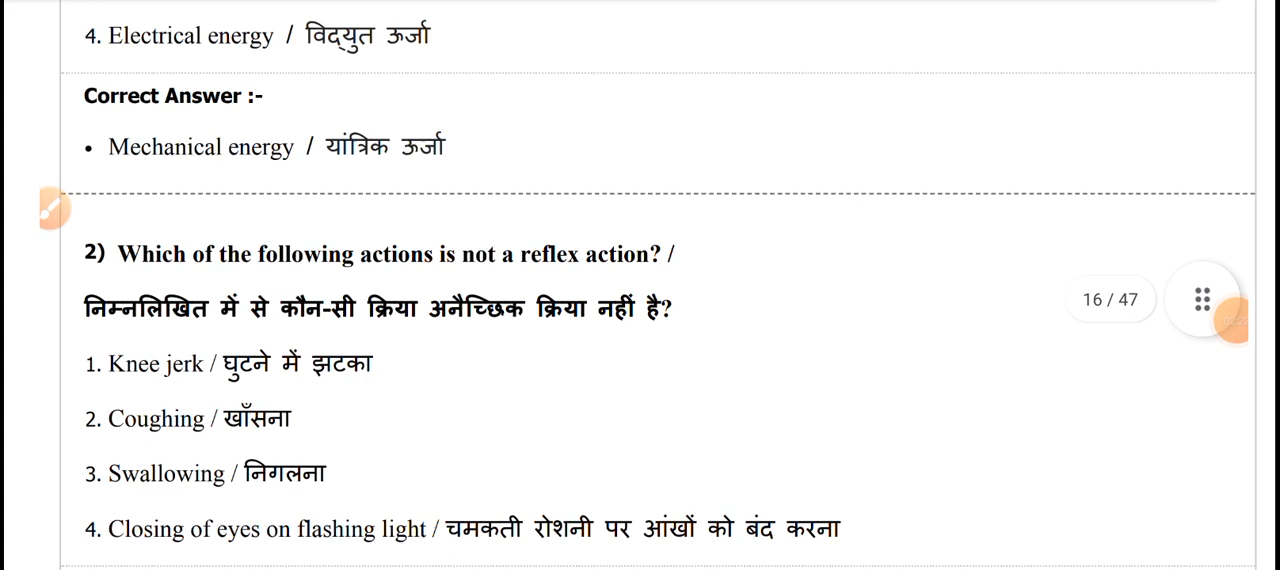 4. Electrical energy / विद्युत ऊर्जा
Correct Answer :-
• Mechanical energy / यांत्रिक ऊर्जा
2) Which of the following actions is not a reflex action? /
निम्नलिखित में से कौन-सी क्रिया अनैच्छिक क्रिया नहीं है?
16 / 47
1. Knee jerk / घुटने में झटका
2. Coughing / खाँसना
3. Swallowing / निगलना
4. Closing of eyes on flashing light / चमकती रोशनी पर आंखों को बंद करना